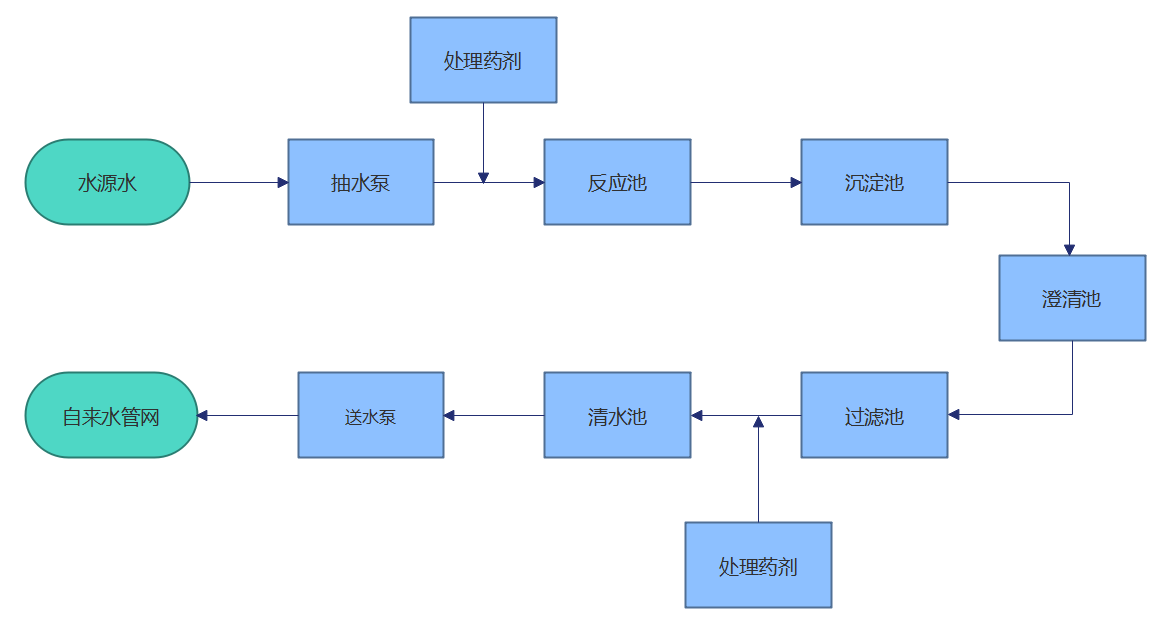 处理药剂
水源水
抽水泵
反应池
沉淀池
澄清池
自来水管网
送水泵
清水池
过滤池
处理药剂